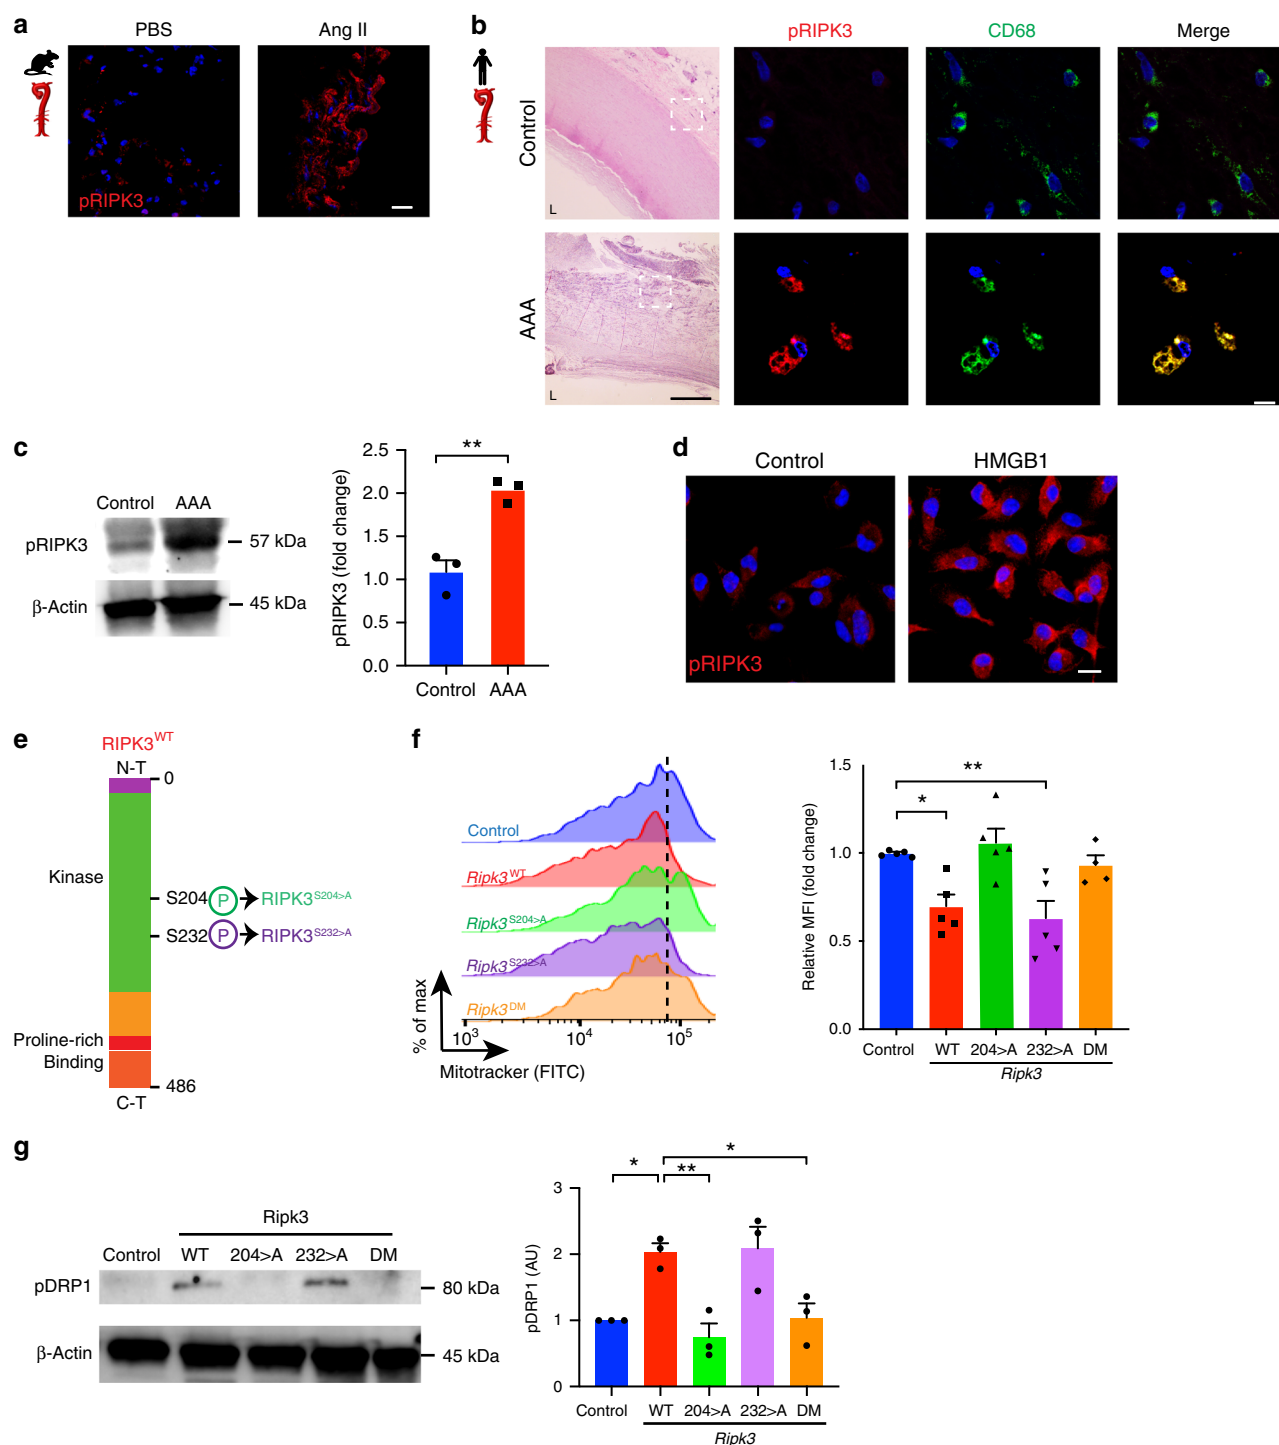 a
PBS
Ang II
pRIPK3
b
pRIPK3
CD68
Merge
Control
L
AAA
L
c
Control
AAA
pRIPK3
57 kDa
β-Actin
45 kDa
pRIPK3 (fold change)
2.5
2.0
1.5
1.0
0.5
0.0
**
Control
AAA
d
Control
HMGB1
pRIPK3
e
RIPK3WT
N-T
0
Kinase
S204
P
RIPK3S204>A
S232
P
RIPK3S232>A
Proline-rich
Binding
486
C-T
f
Control
Ripk3WT
Ripk3S204>A
Ripk3S232>A
Ripk3DM
% of max
10³
10⁴
10⁵
Mitotracker (FITC)
Relative MFI (fold change)
1.5
1.0
0.5
0.0
**
*
Control
WT
204>A
232>A
DM
Ripk3
g
Ripk3
Control
WT
204>A
232>A
DM
pDRP1
80 kDa
β-Actin
45 kDa
pDRP1 (AU)
3
2
1
0
*
**
*
Control
WT
204>A
232>A
DM
Ripk3